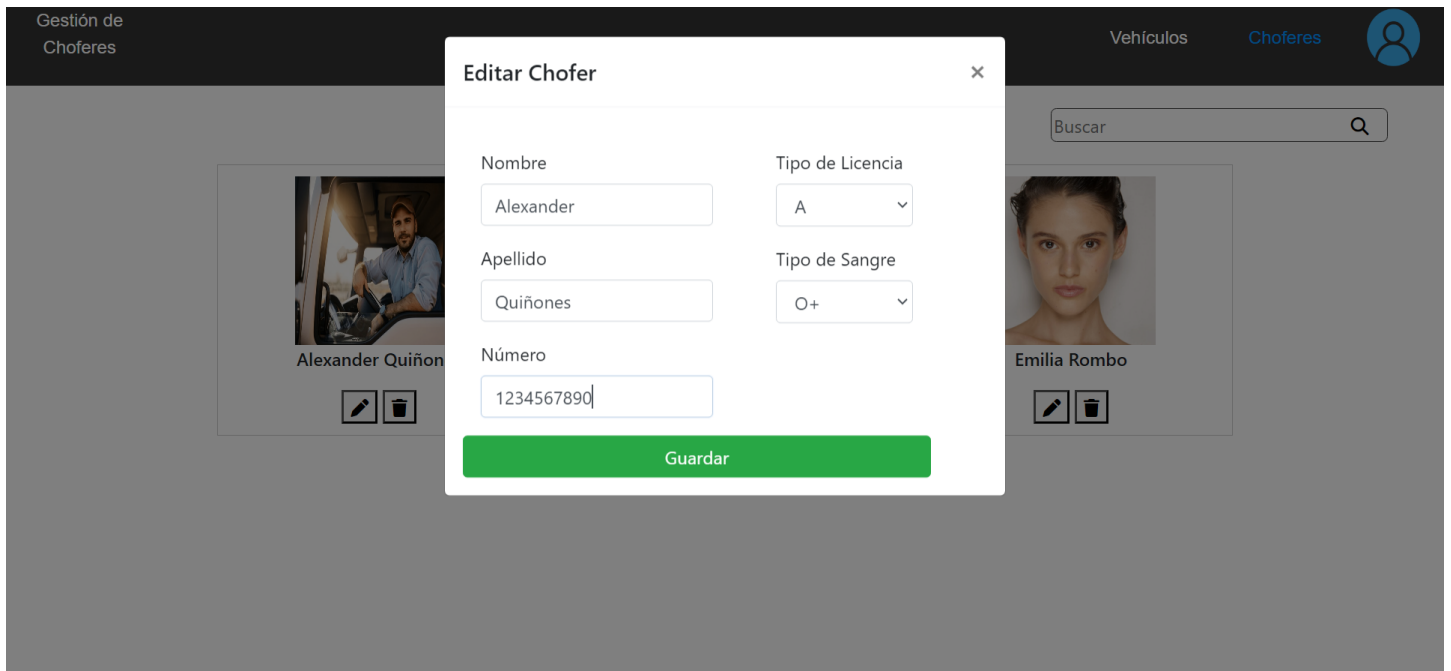 Gestión de
Choferes
Vehículos
Choferes
Editar Chofer
×
Buscar
Nombre
Tipo de Licencia
Alexander
A
Apellido
Tipo de Sangre
Quiñones
O+
Número
1234567890
Guardar
Alexander Quiñon
Emilia Rombo